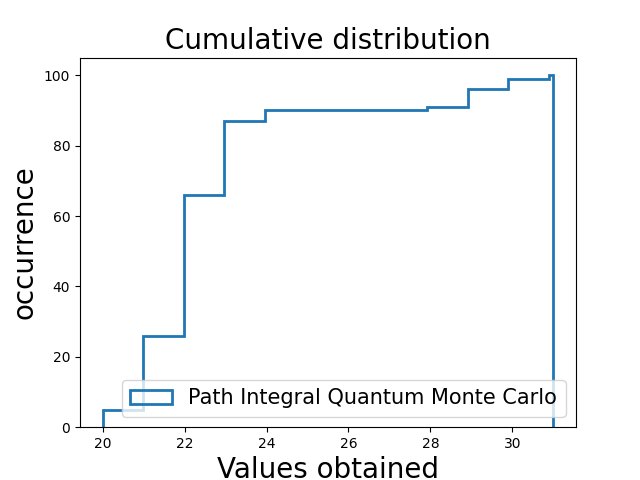 Cumulative distribution
occurrence
100
80
60
40
20
0
Path Integral Quantum Monte Carlo
20 22 24 26 28 30
Values obtained